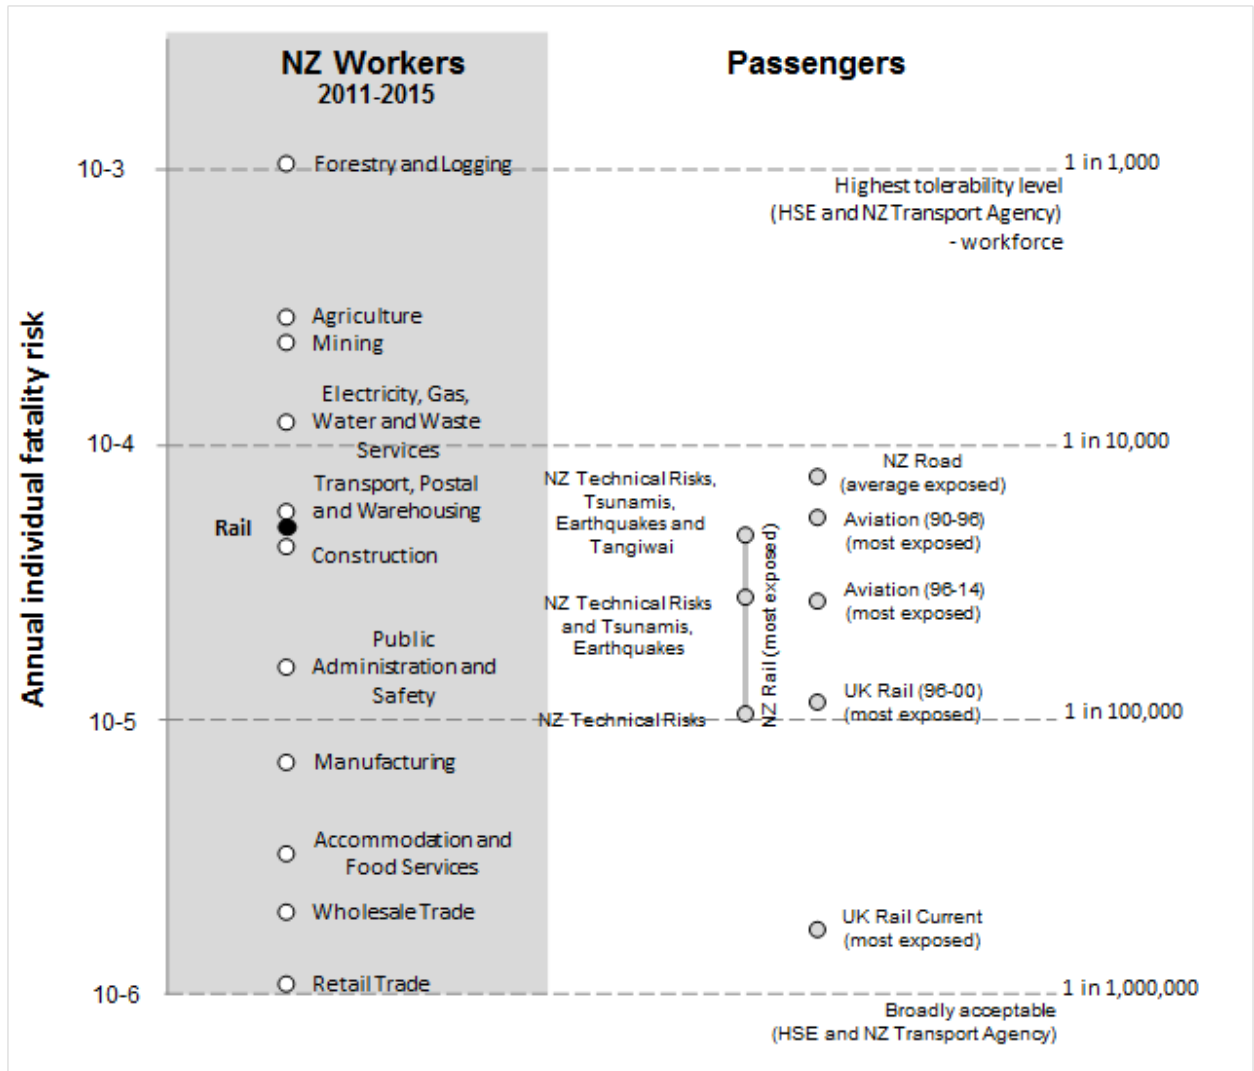 NZ Workers
2011-2015
Passengers
Annual individual fatality risk
10-3
Forestry and Logging
1 in 1,000
Highest tolerability level
(HSE and NZ Transport Agency)
- workforce
Agriculture
Mining
Electricity, Gas,
Water and Waste
Services
10-4
1 in 10,000
Transport, Postal
and Warehousing
Rail
Construction
NZ Technical Risks,
Tsunamis,
Earthquakes and
Tangiwai
NZ Road
(average exposed)
Aviation (90-96)
(most exposed)
NZ Rail (most exposed)
NZ Technical Risks
and Tsunamis,
Earthquakes
Aviation (96-14)
(most exposed)
Public
Administration and
Safety
UK Rail (96-00)
(most exposed)
10-5
NZ Technical Risks
1 in 100,000
Manufacturing
Accommodation and
Food Services
Wholesale Trade
UK Rail Current
(most exposed)
Retail Trade
10-6
1 in 1,000,000
Broadly acceptable
(HSE and NZ Transport Agency)